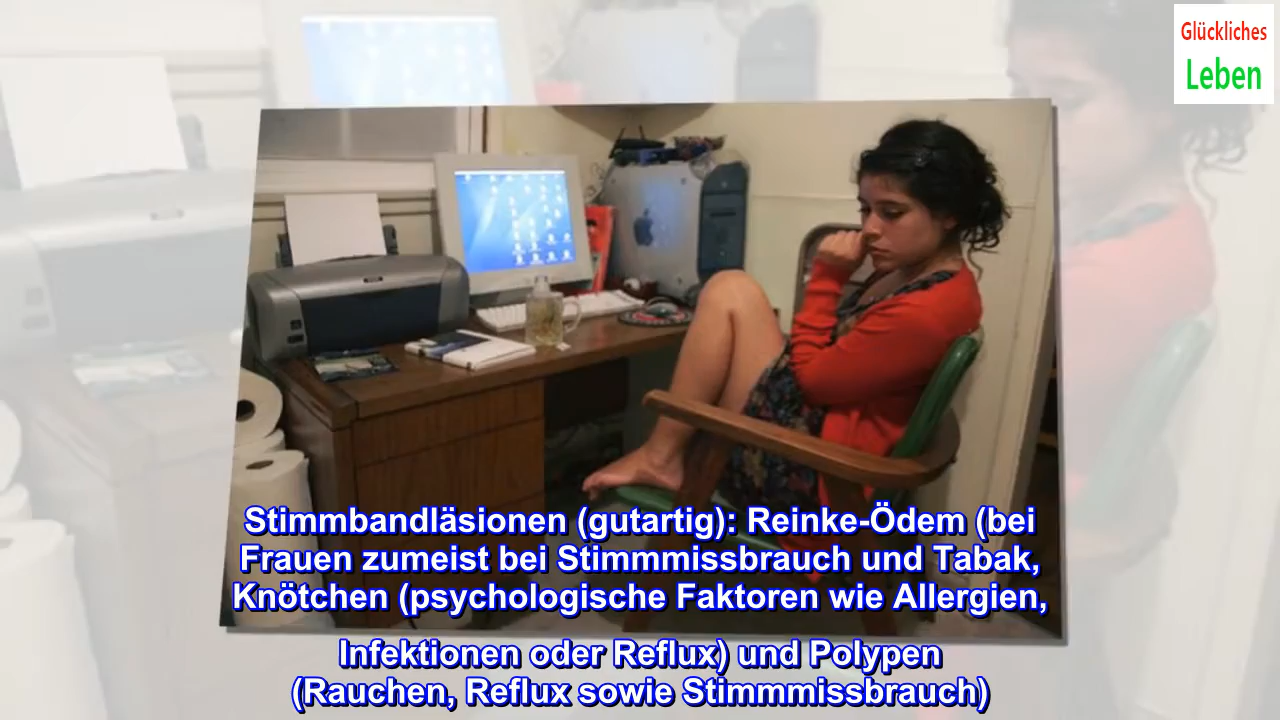 Glückliches
Leben
Stimmbandläsionen (gutartig): Reinke-Ödem (bei
Frauen zumeist bei Stimmmissbrauch und Tabak,
Knötchen (psychologische Faktoren wie Allergien,
Infektionen oder Reflux) und Polypen
(Rauchen, Reflux sowie Stimmmissbrauch)